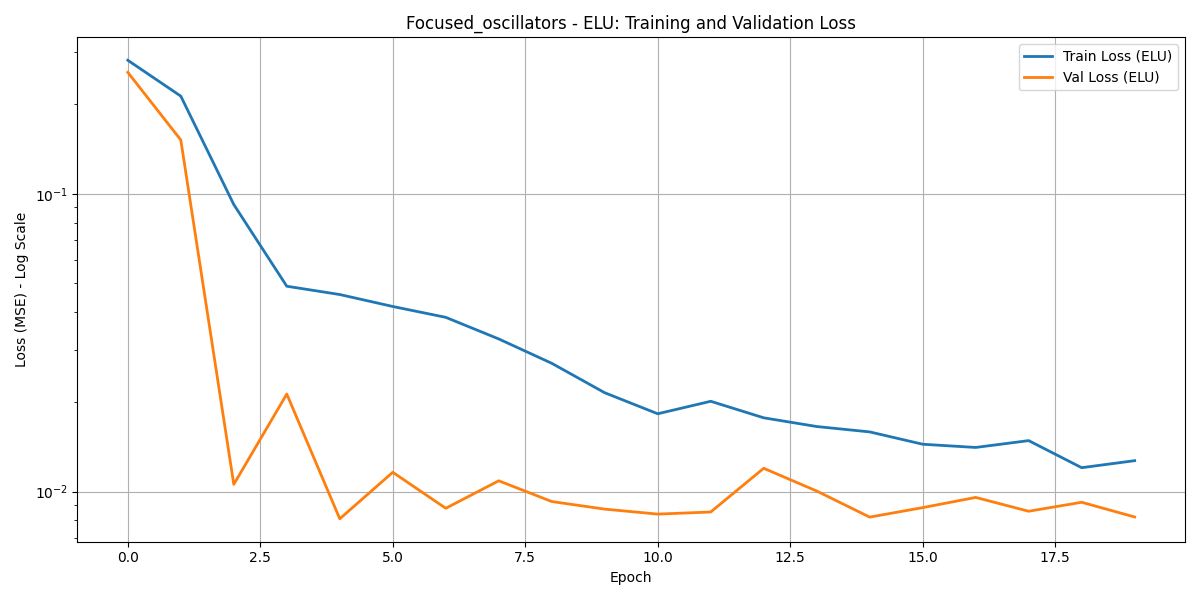 Focused_oscillators - ELU: Training and Validation Loss
Train Loss (ELU)
Val Loss (ELU)
Loss (MSE) - Log Scale
10⁻¹
10⁻²
0.0 2.5 5.0 7.5 10.0 12.5 15.0 17.5
Epoch